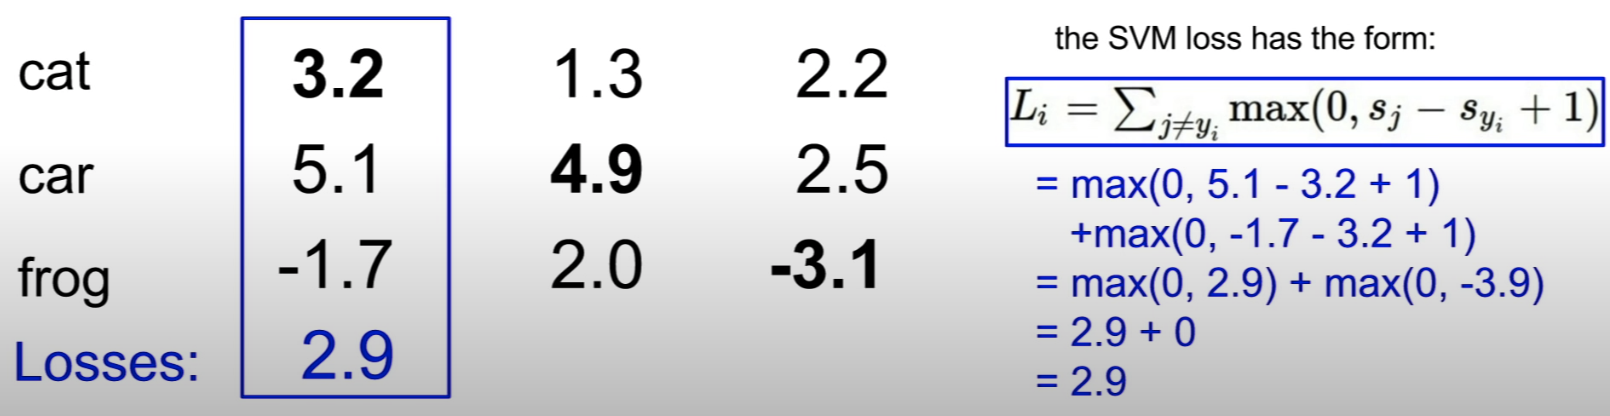 cat 3.2 1.3 2.2
car 5.1 4.9 2.5
frog -1.7 2.0 -3.1
Losses: 2.9
the SVM loss has the form:
L_i = ∑_{j≠y_i} max(0, s_j − s_{y_i} + 1)
= max(0, 5.1 - 3.2 + 1)
+max(0, -1.7 - 3.2 + 1)
= max(0, 2.9) + max(0, -3.9)
= 2.9 + 0
= 2.9